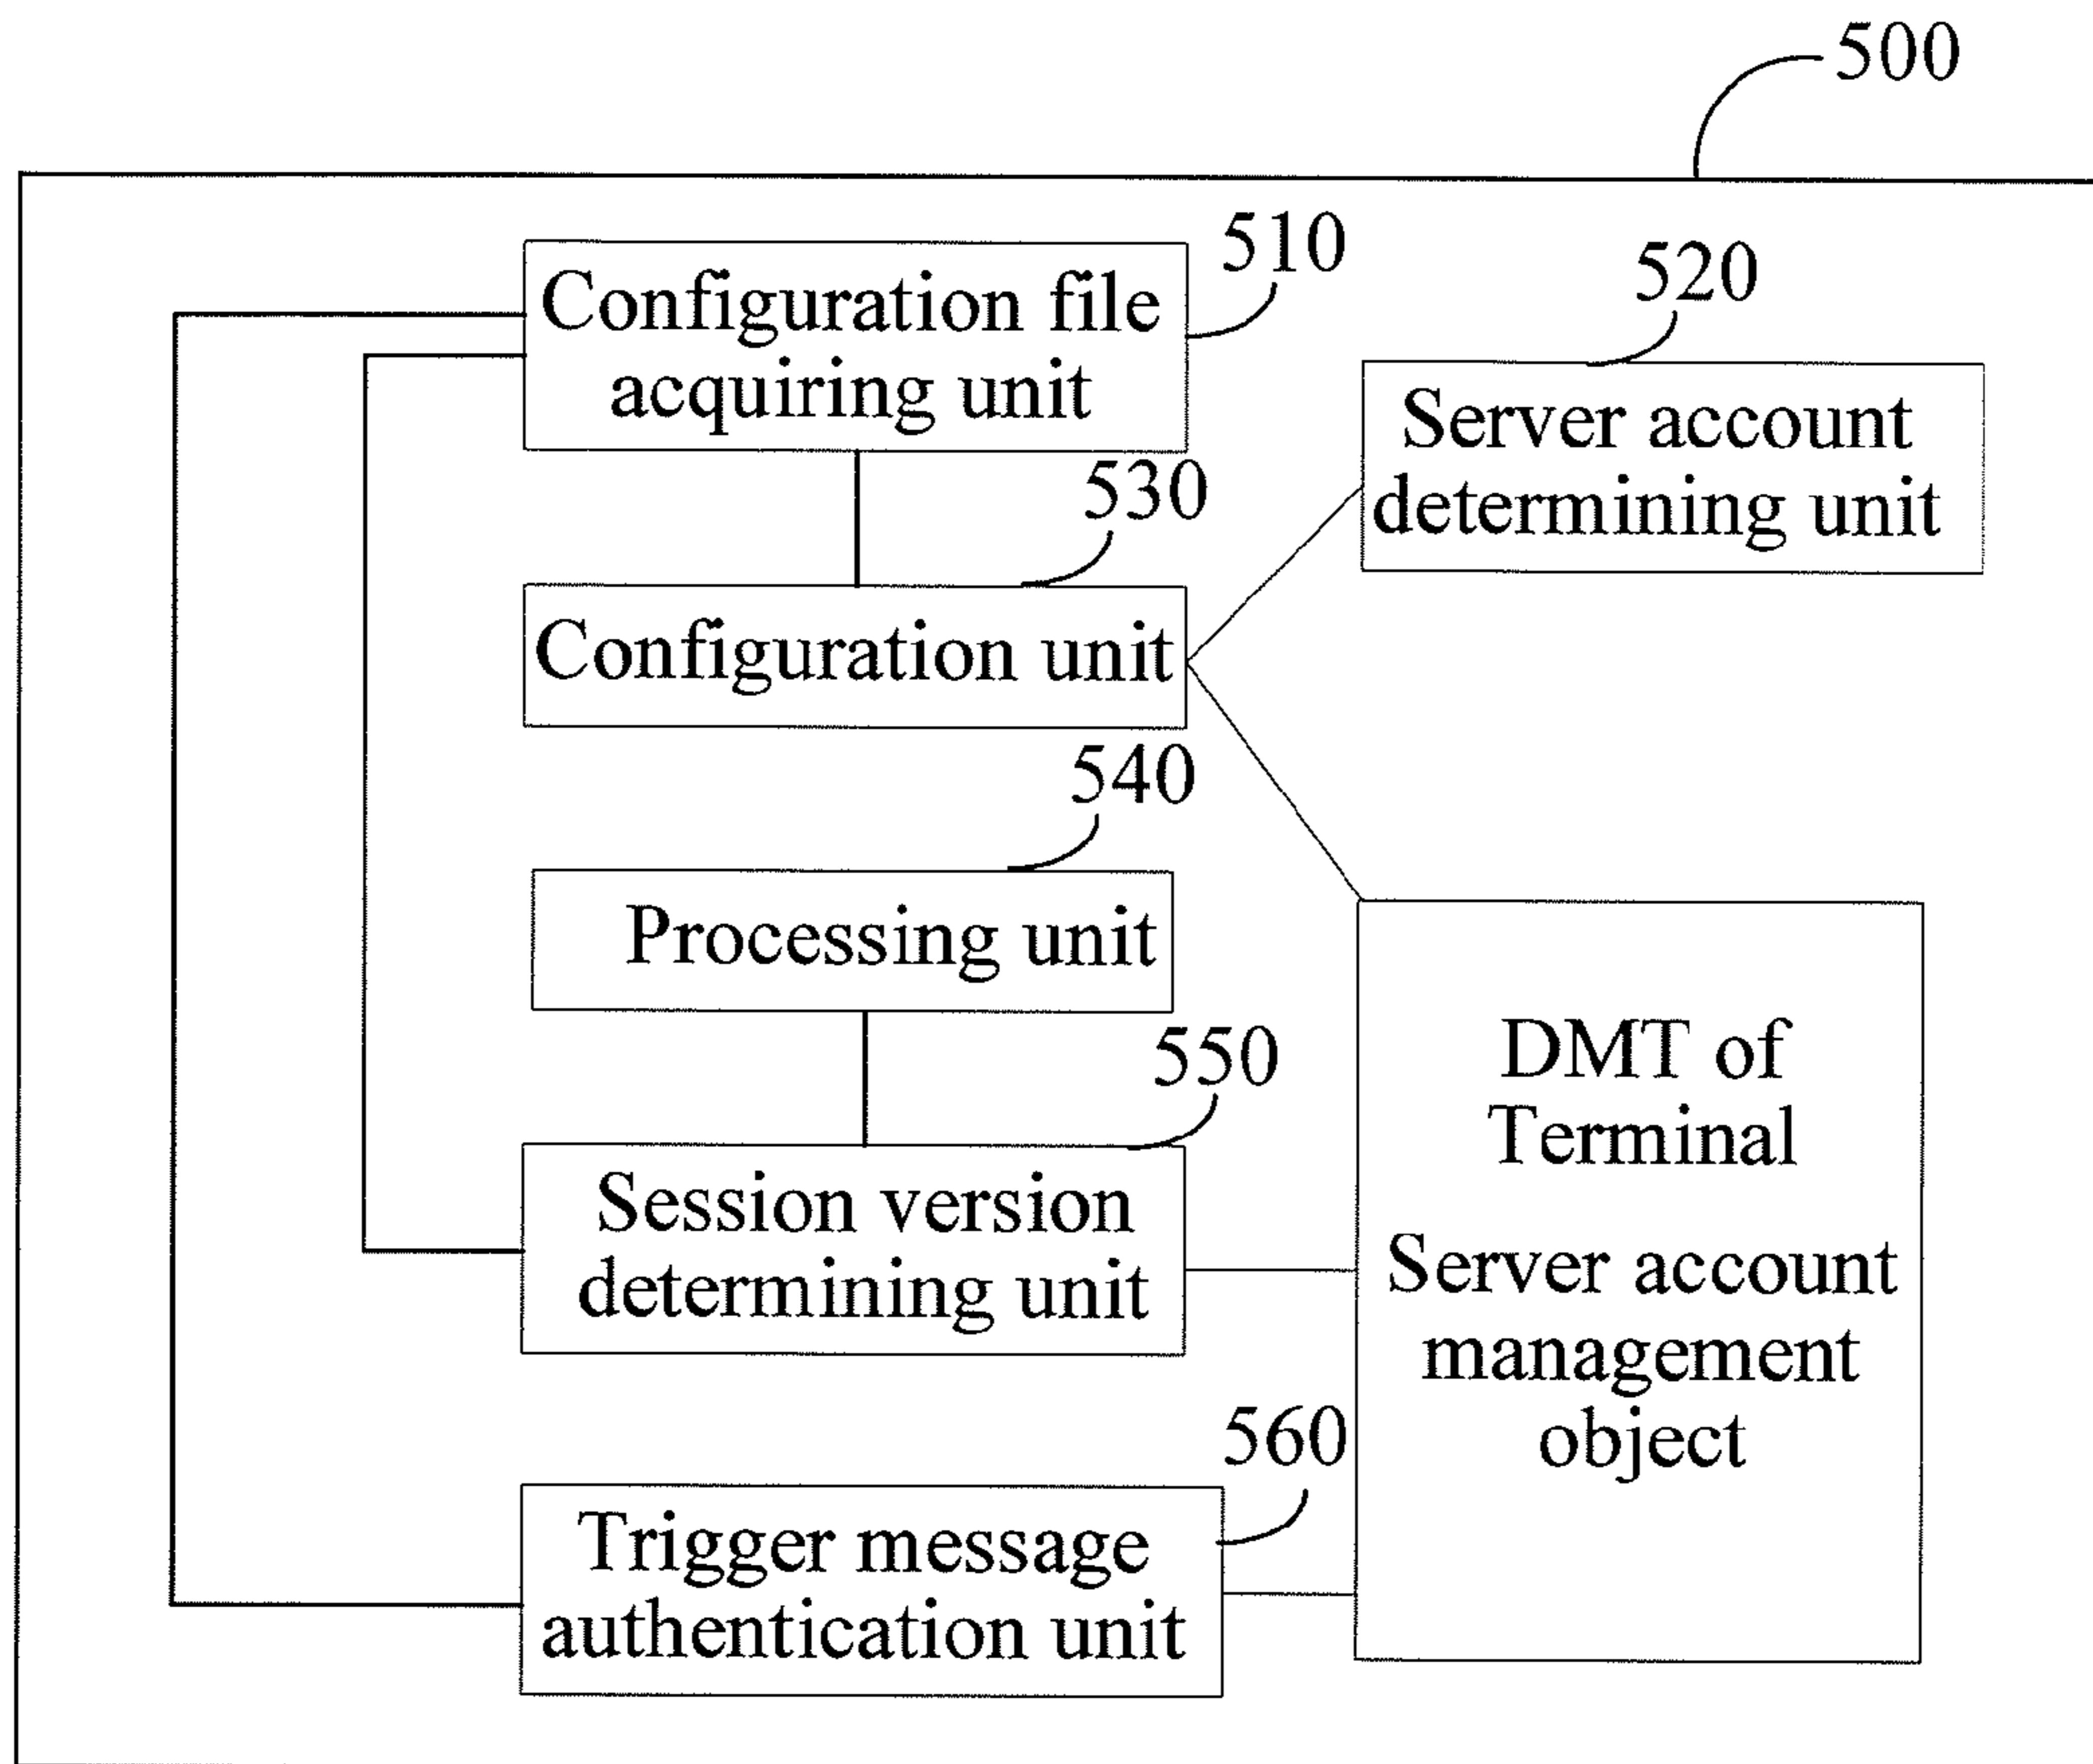 500
510
Configuration file
acquiring unit
520
Server account
determining unit
530
Configuration unit
540
Processing unit
550
Session version
determining unit
DMT of
Terminal
Server account
management
object
560
Trigger message
authentication unit